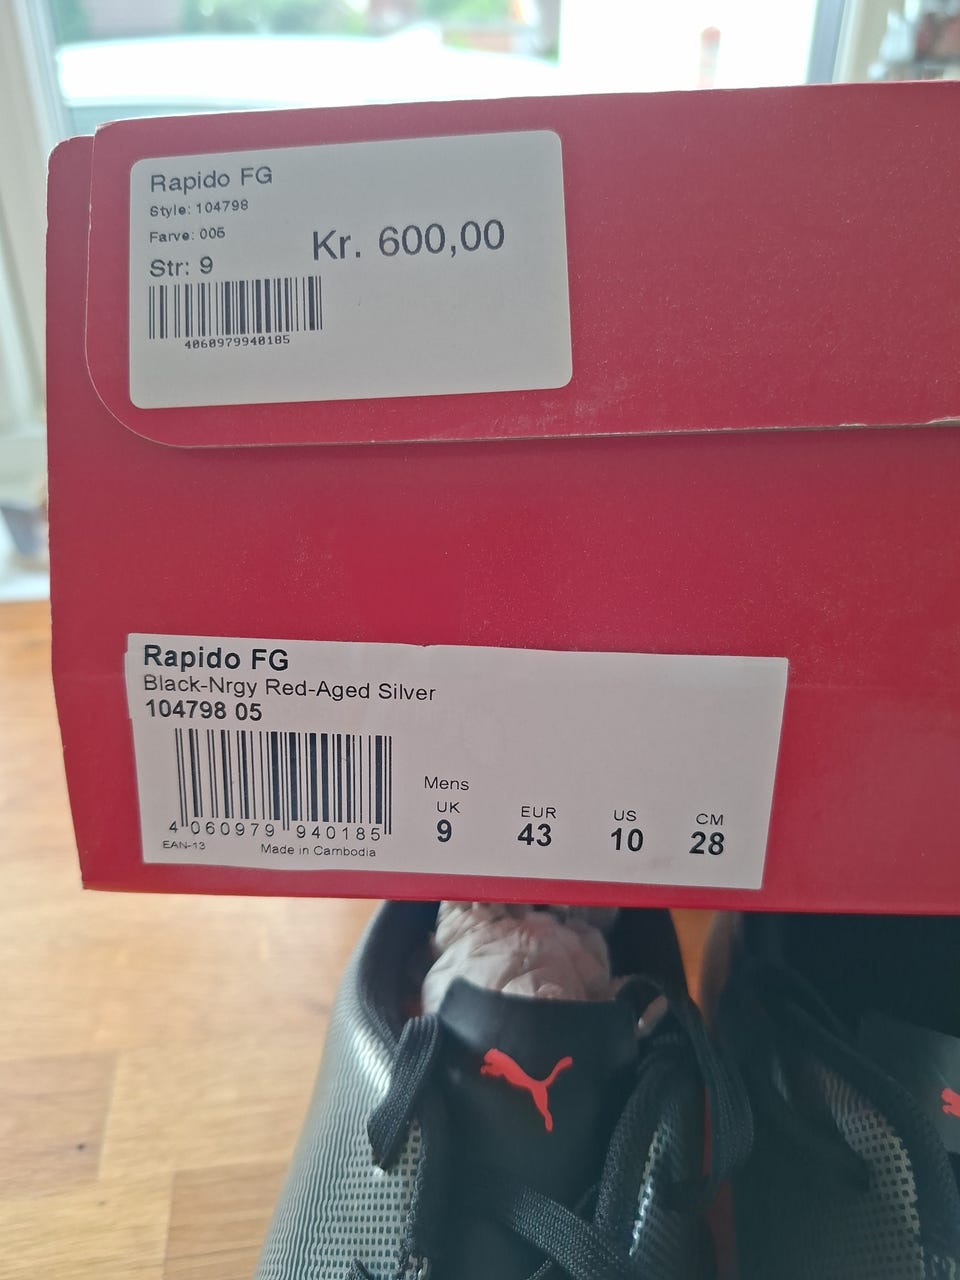 Rapido FG
Style: 104798
Farve: 005
Kr. 600,00
Str: 9
4060979940185
Rapido FG
Black-Nrgy Red-Aged Silver
104798 05
4 060979 940185
EAN-13
Made in Cambodia
Mens
UK EUR US CM
9 43 10 28